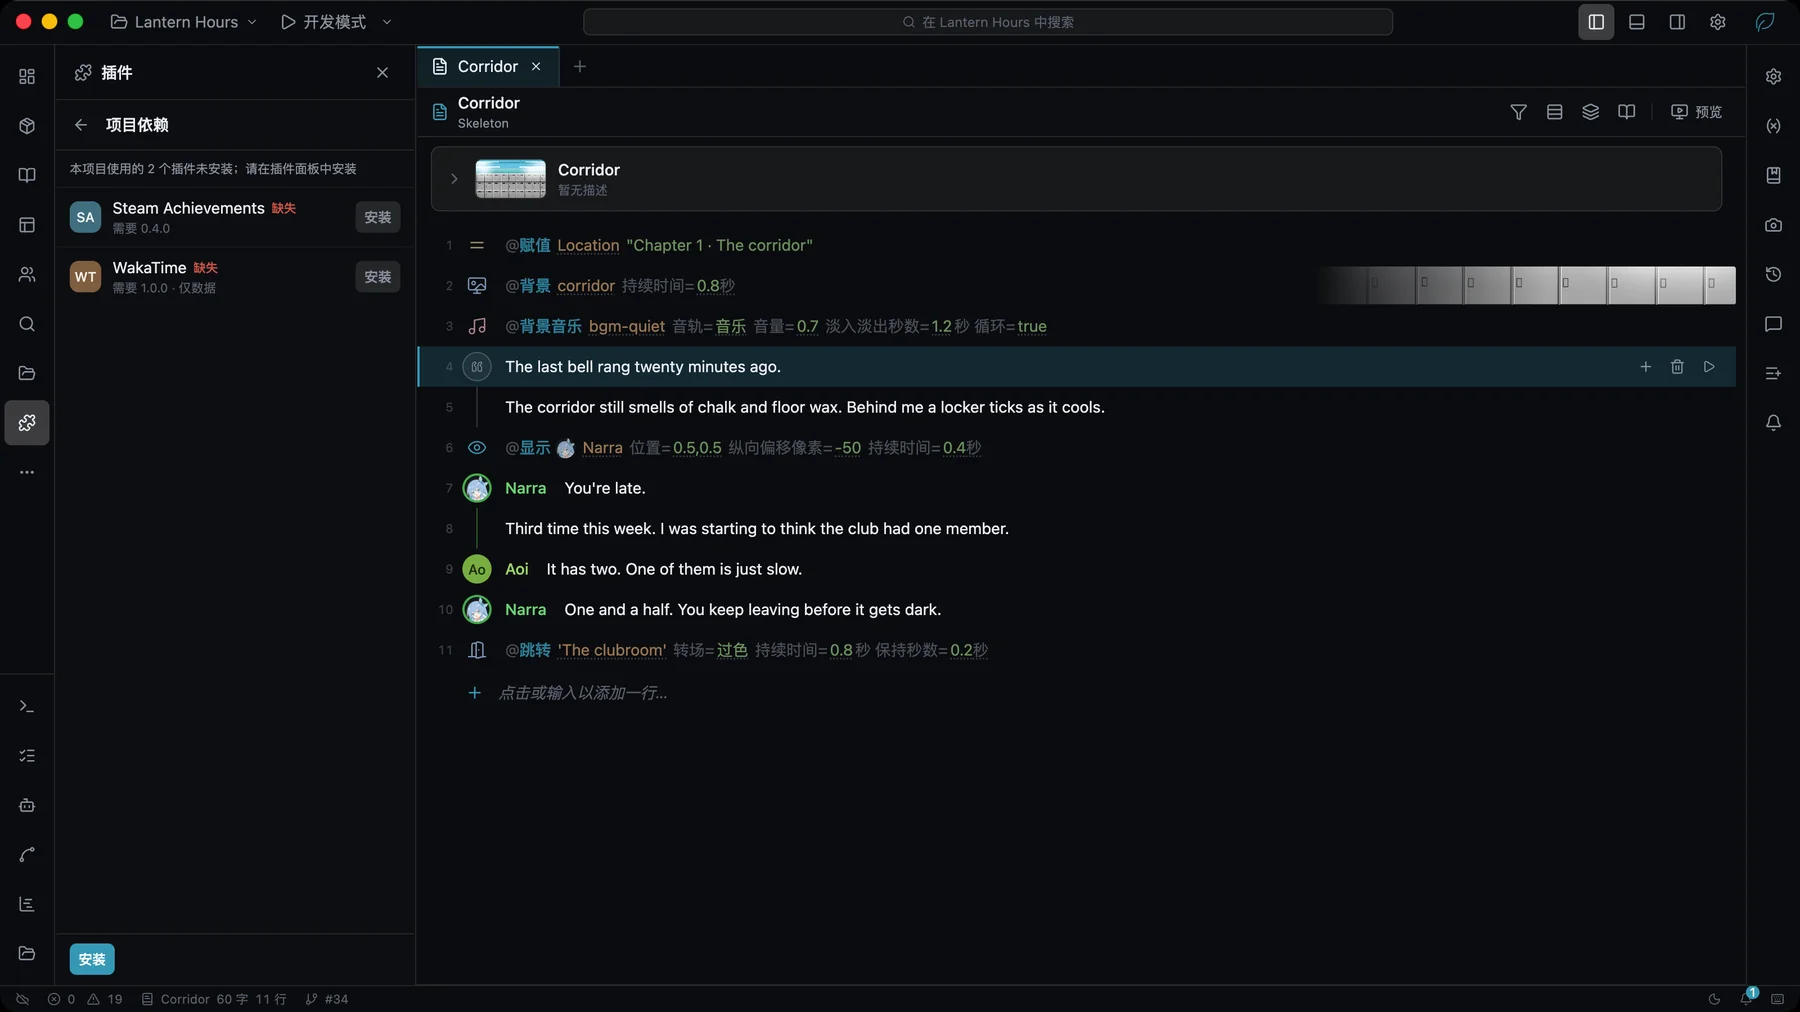 Lantern Hours
开发模式
在 Lantern Hours 中搜索
插件
项目依赖
本项目使用的 2 个插件未安装；请在插件面板中安装
SA
Steam Achievements 缺失
需要 0.4.0
安装
WT
WakaTime 缺失
需要 1.0.0 · 仅数据
安装
安装
Corridor
Corridor
Skeleton
预览
Corridor
暂无描述
1 @赋值 Location "Chapter 1 · The corridor"
2 @背景 corridor 持续时间=0.8秒
3 @背景音乐 bgm-quiet 音轨=音乐 音量=0.7 淡入淡出秒数=1.2秒 循环=true
4 The last bell rang twenty minutes ago.
5 The corridor still smells of chalk and floor wax. Behind me a locker ticks as it cools.
6 @显示 Narra 位置=0.5,0.5 纵向偏移像素=-50 持续时间=0.4秒
7 Narra You're late.
8 Third time this week. I was starting to think the club had one member.
9 Ao Aoi It has two. One of them is just slow.
10 Narra One and a half. You keep leaving before it gets dark.
11 @跳转 'The clubroom' 转场=过色 持续时间=0.8秒 保持秒数=0.2秒
点击或输入以添加一行...
0 19 Corridor 60 字 11 行 #34
1